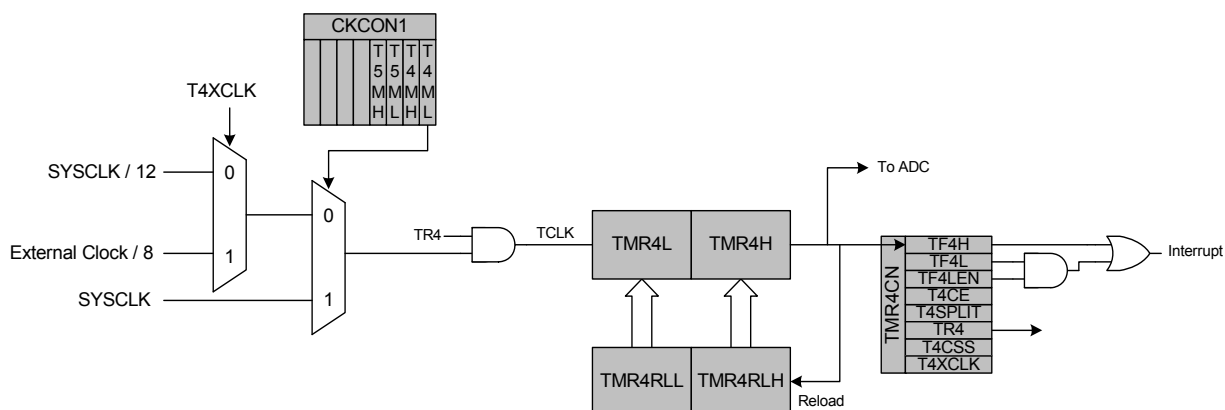 CKCON1
T5MH
T5ML
T4MH
T4ML
T4XCLK
SYSCLK / 12
0
External Clock / 8
1
SYSCLK
0
1
TR4
TCLK
TMR4L
TMR4H
To ADC
TMR4RLL
TMR4RLH
Reload
TMR4CN
TF4H
TF4L
TF4LEN
T4CE
T4SPLIT
TR4
T4CSS
T4XCLK
Interrupt